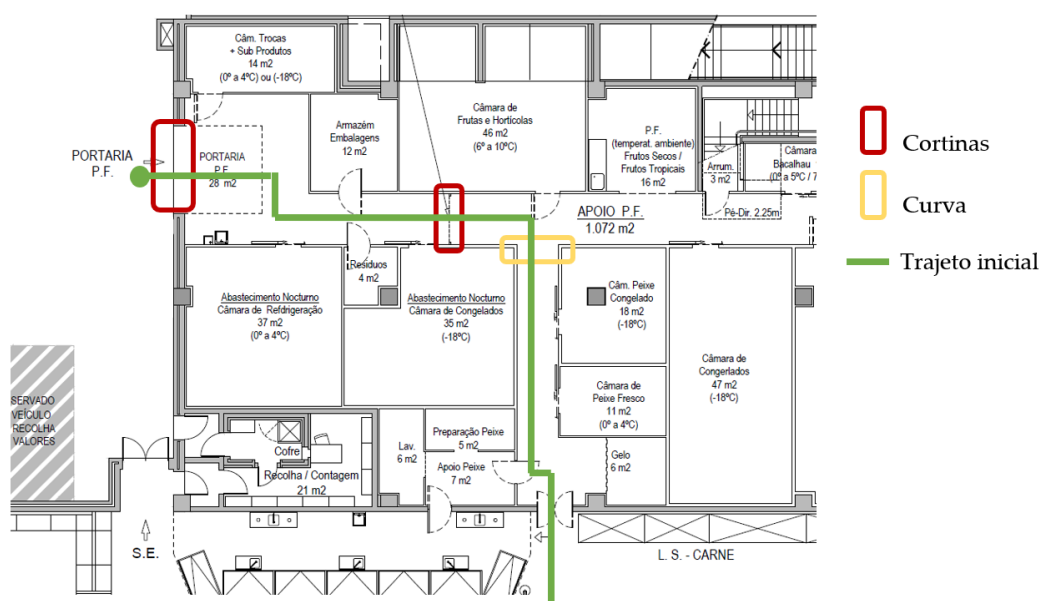 Câm. Trocas
+ Sub Produtos
14 m2
(0º a 4ºC) ou (-18ºC)
Armazém
Embalagens
12 m2
Câmara de
Frutas e Hortícolas
46 m2
(6º a 10ºC)
P.F.
(temperat. ambiente)
Frutos Secos /
Frutos Tropicais
16 m2
Arrum.
3 m2
Câmara
Bacalhau
(0º a 5ºC / 7
PORTARIA
P.F.
PORTARIA
P.F.
28 m2
APOIO P.F.
1.072 m2
Pé-Dir. 2.25m
Resíduos
4 m2
Abastecimento Nocturno
Câmara de Refdrigeração
37 m2
(0º a 4ºC)
Abastecimento Nocturno
Câmara de Congelados
35 m2
(-18ºC)
Câm. Peixe
Congelado
18 m2
(-18ºC)
Câmara de
Congerlados
47 m2
(-18ºC)
Câmara de
Peixe Fresco
11 m2
(0º a 4ºC)
SERVADO
VEÍCULO
RECOLHA
VALORES
Cofre
Recolha / Contagem
21 m2
Lav.
6 m2
Preparação Peixe
5 m2
Apoio Peixe
7 m2
Gelo
6 m2
S.E.
L. S. - CARNE
Cortinas
Curva
Trajeto inicial